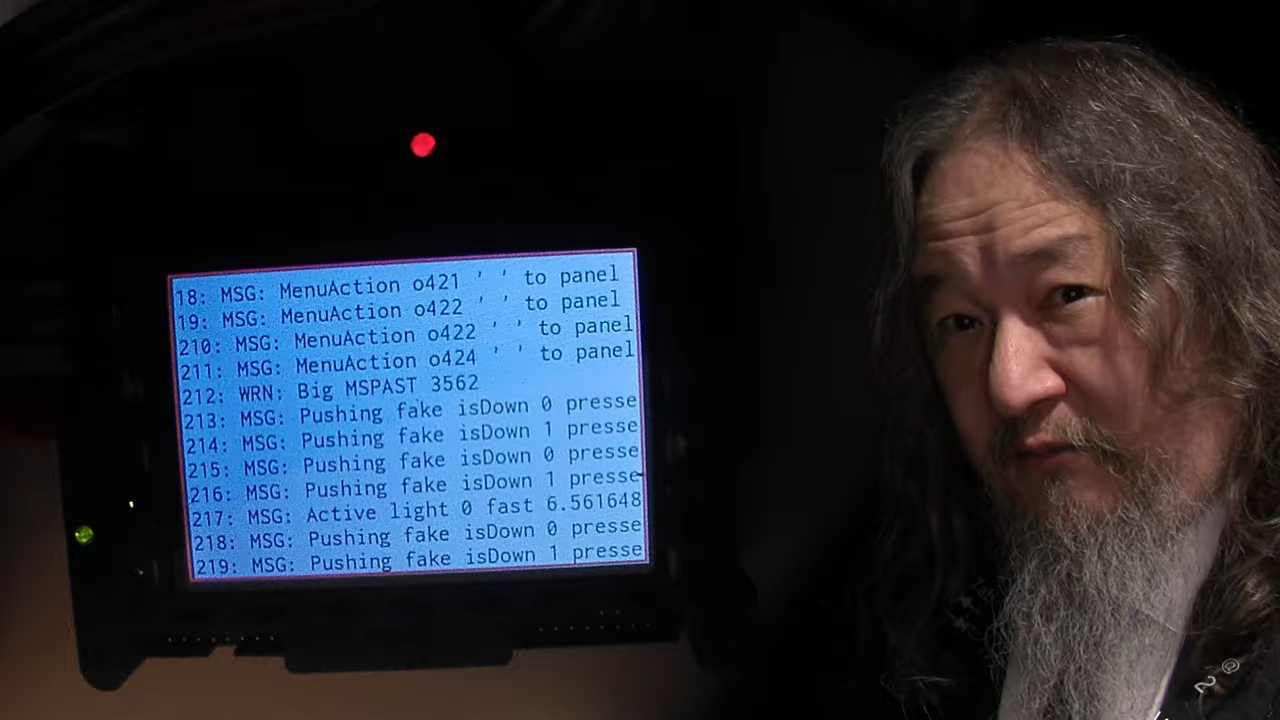 18: MSG: MenuAction o421 ' ' to panel
19: MSG: MenuAction o422 ' ' to panel
210: MSG: MenuAction o422 ' ' to panel
211: MSG: MenuAction o424 ' ' to panel
212: WRN: Big MSPAST 3562
213: MSG: Pushing fake isDown 0 presse
214: MSG: Pushing fake isDown 1 presse
215: MSG: Pushing fake isDown 0 presse
216: MSG: Pushing fake isDown 1 presse
217: MSG: Active light 0 fast 6.561648
218: MSG: Pushing fake isDown 0 presse
219: MSG: Pushing fake isDown 1 presse